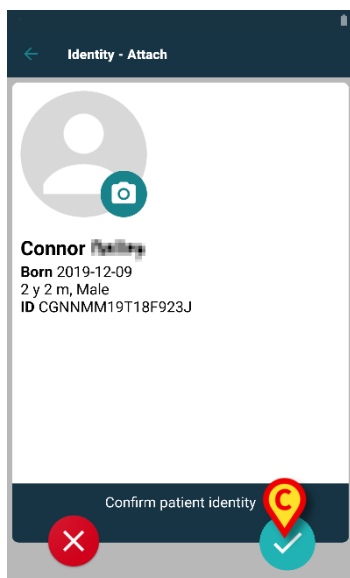 Identity - Attach
Connor
Born 2019-12-09
2 y 2 m, Male
ID CGNNMM19T18F923J
Confirm patient identity
C